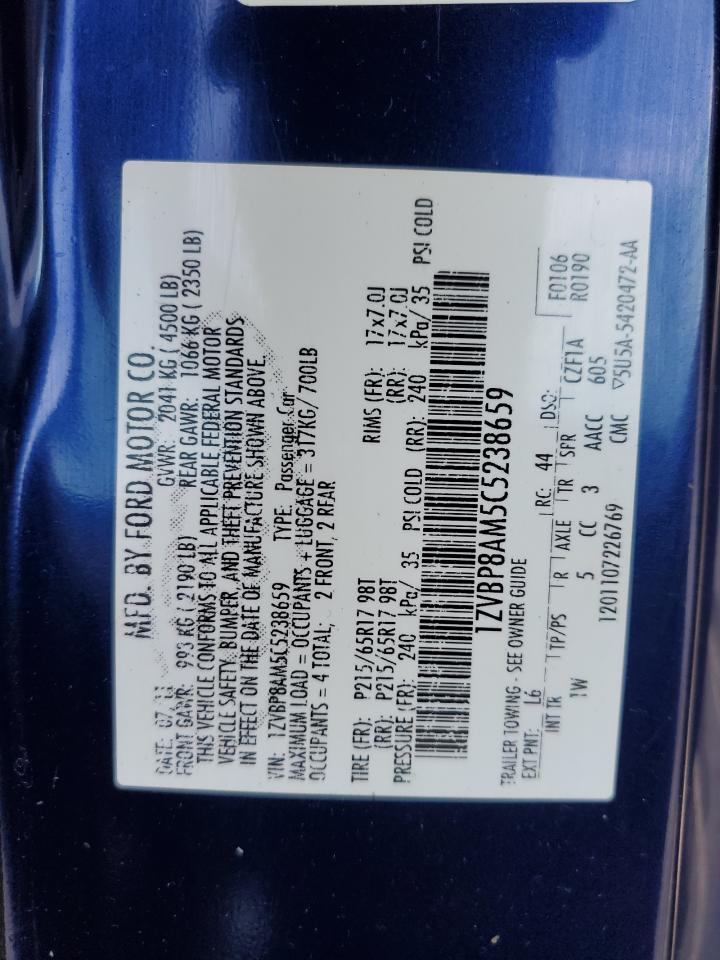 MFD. BY FORD MOTOR CO.
DATE: 07/11 GVWR: 2041 KG ( 4500 LB)
FRONT GAWR: 993 KG ( 2190 LB) REAR GAWR: 1066 KG ( 2350 LB)
THIS VEHICLE CONFORMS TO ALL APPLICABLE FEDERAL MOTOR
VEHICLE SAFETY, BUMPER, AND THEFT PREVENTION STANDARDS
IN EFFECT ON THE DATE OF MANUFACTURE SHOWN ABOVE.
VIN: 1ZVBP8AM5C5238659 TYPE: Passenger Car
MAXIMUM LOAD = OCCUPANTS + LUGGAGE = 317KG/ 700LB
OCCUPANTS = 4 TOTAL; 2 FRONT, 2 REAR
TIRE (FR): P215/65R17 98T RIMS (FR): 17x7.0J
(RR): P215/65R17 98T (RR): 17x7.0J
PRESSURE (FR): 240 kPa/ 35 PSI COLD (RR): 240 kPa/ 35 PSI COLD
1ZVBP8AM5C5238659
TRAILER TOWING - SEE OWNER GUIDE
EXT PNT: L6 RC: 44 DSO: F0106
R0190
INT TR TP/PS R AXLE TR SPR CZF1A
1W 5 CC 3 AACC 605
1201107226769 CMC ▽5U5A-5420472-AA